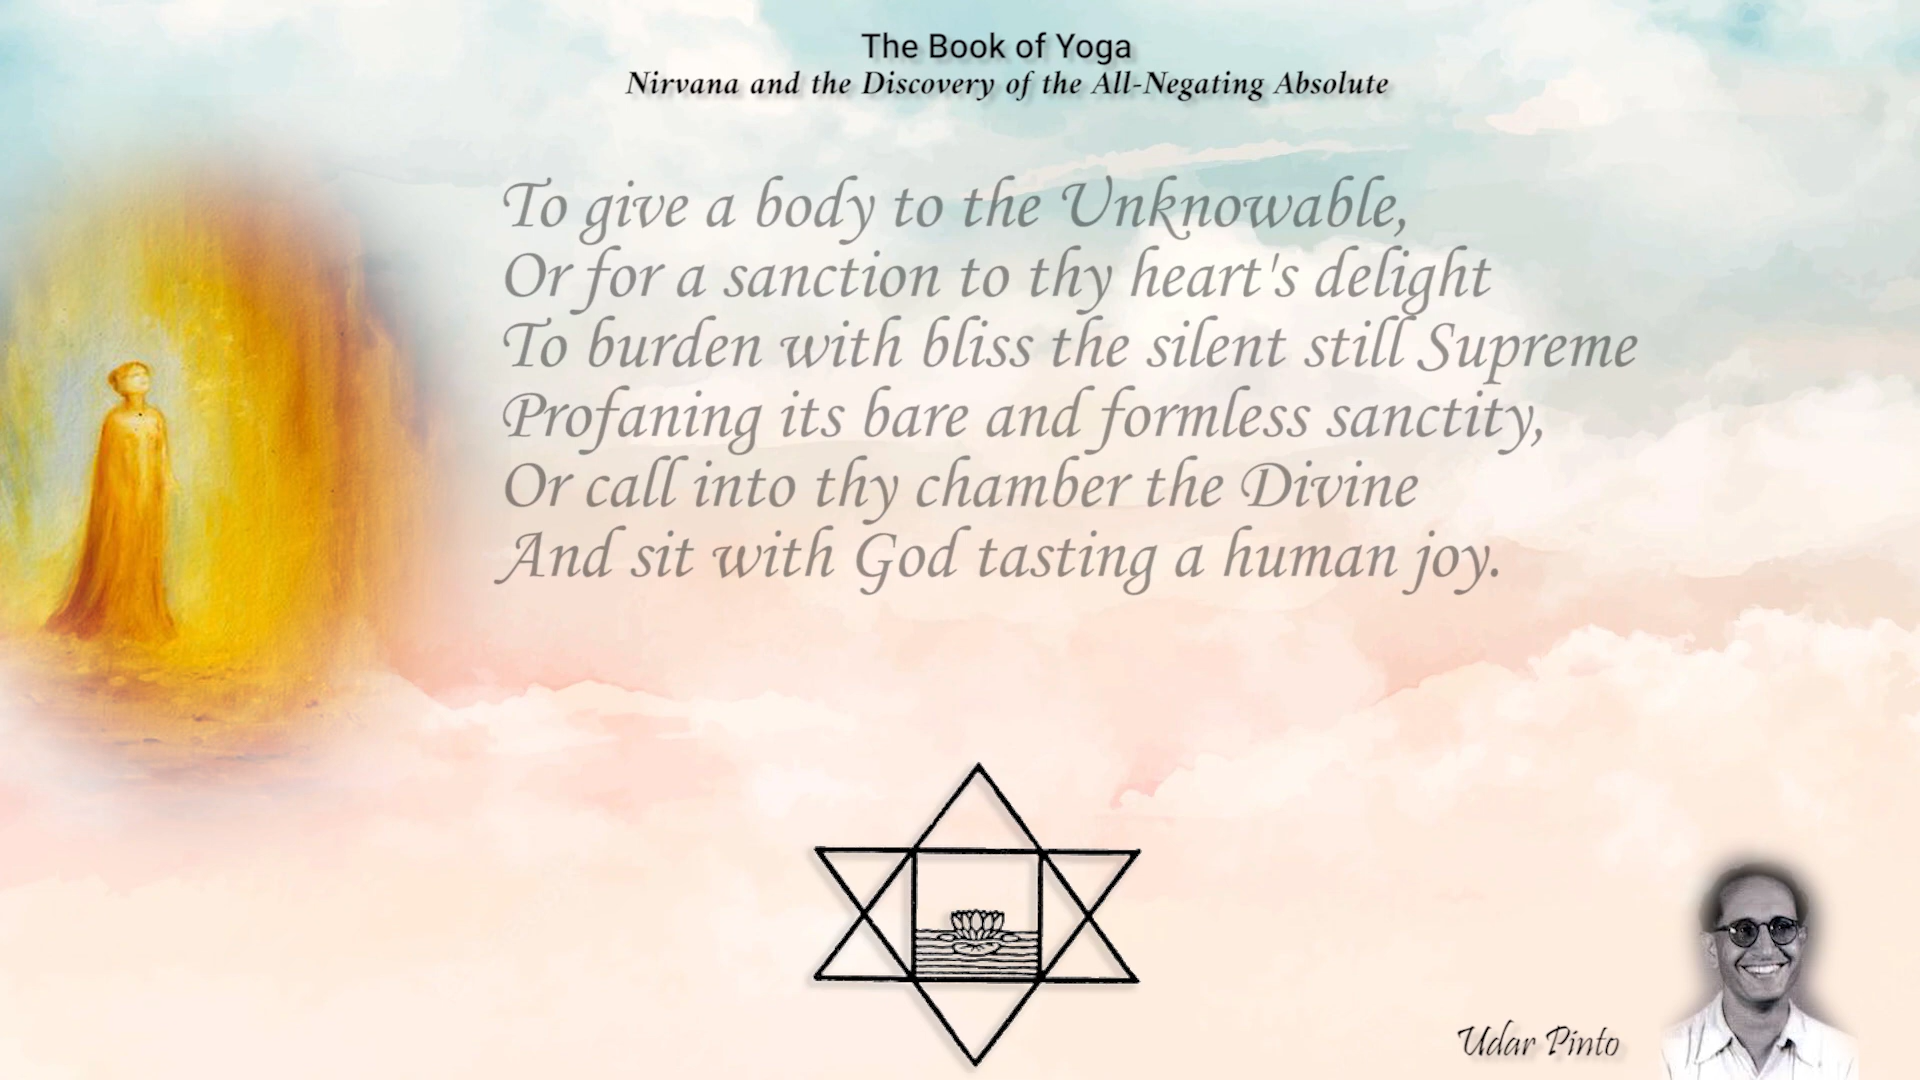 The Book of Yoga
Nirvana and the Discovery of the All-Negating Absolute
To give a body to the Unknowable,
Or for a sanction to thy heart's delight
To burden with bliss the silent still Supreme
Profaning its bare and formless sanctity,
Or call into thy chamber the Divine
And sit with God tasting a human joy.
Udar Pinto